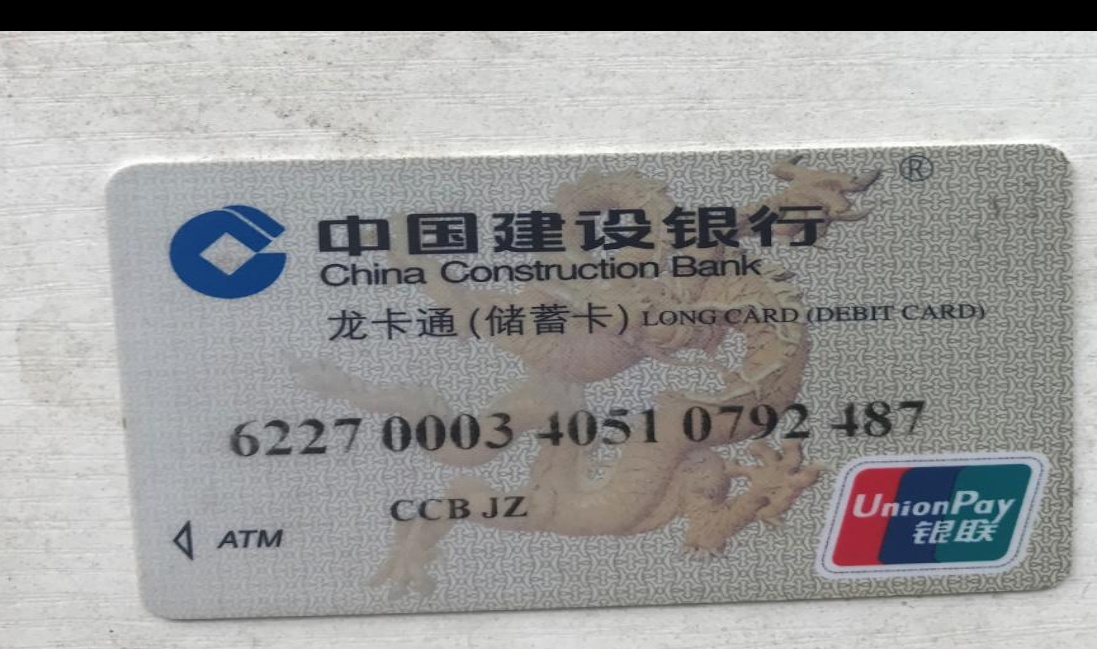 ®
中国建设银行
China Construction Bank
龙卡通(储蓄卡) LONG CARD (DEBIT CARD)
6227 0003 4051 0792 487
CCB JZ
ATM
UnionPay
银联